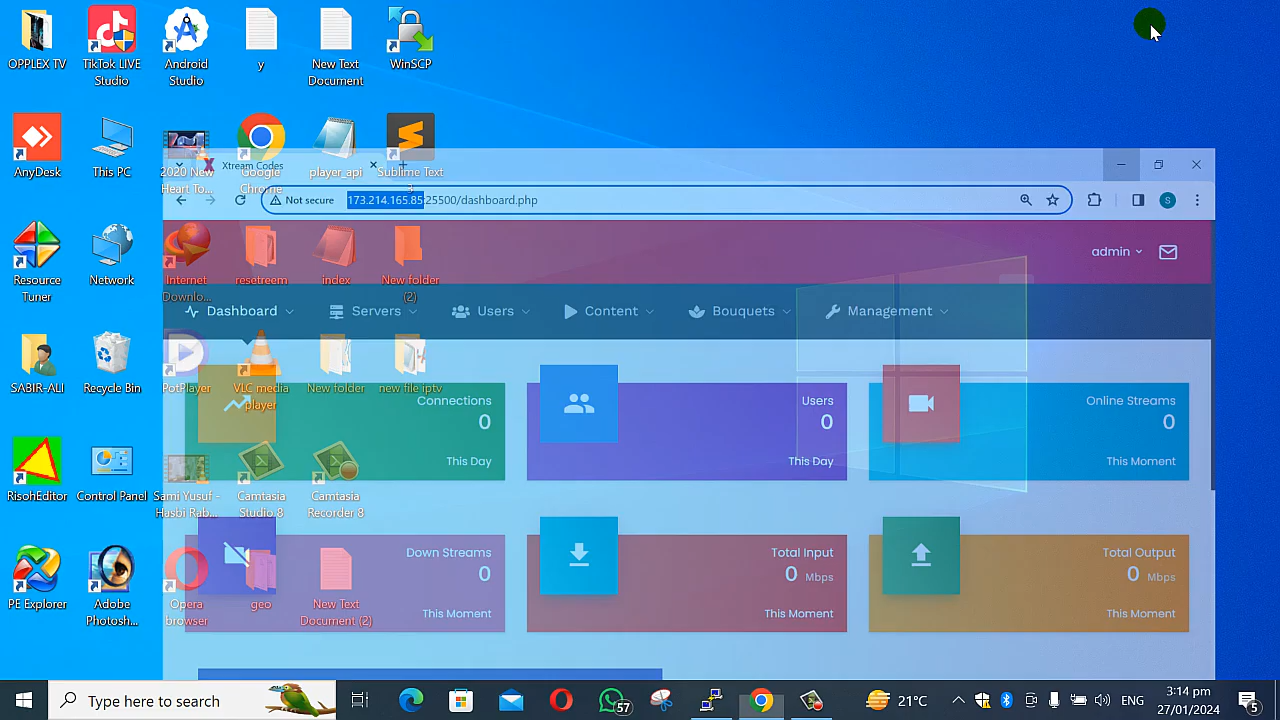 OPPLEX TV
TikTok LIVE
Studio
Android
Studio
y
New Text
Document
WinSCP
AnyDesk
This PC
2020 New
Heart To...
Google
Chrome
player_api
Sublime Text
3
Xtream Codes
Not secure
173.214.165.85:25500/dashboard.php
S
Resource
Tuner
Network
Internet
Downlo...
resetreem
index
New folder
(2)
admin
Dashboard
Servers
Users
Content
Bouquets
Management
SABIR-ALI
Recycle Bin
PotPlayer
VLC media
player
New folder
new file iptv
Connections
0
This Day
Users
0
This Day
Online Streams
0
This Moment
RisohEditor
Control Panel
Sami Yusuf -
Hasbi Rab...
Camtasia
Studio 8
Camtasia
Recorder 8
Down Streams
0
This Moment
Total Input
0 Mbps
This Moment
Total Output
0 Mbps
This Moment
PE Explorer
Adobe
Photosh...
Opera
browser
geo
New Text
Document (2)
Type here to search
57
21°C
ENG
3:14 pm
27/01/2024
5